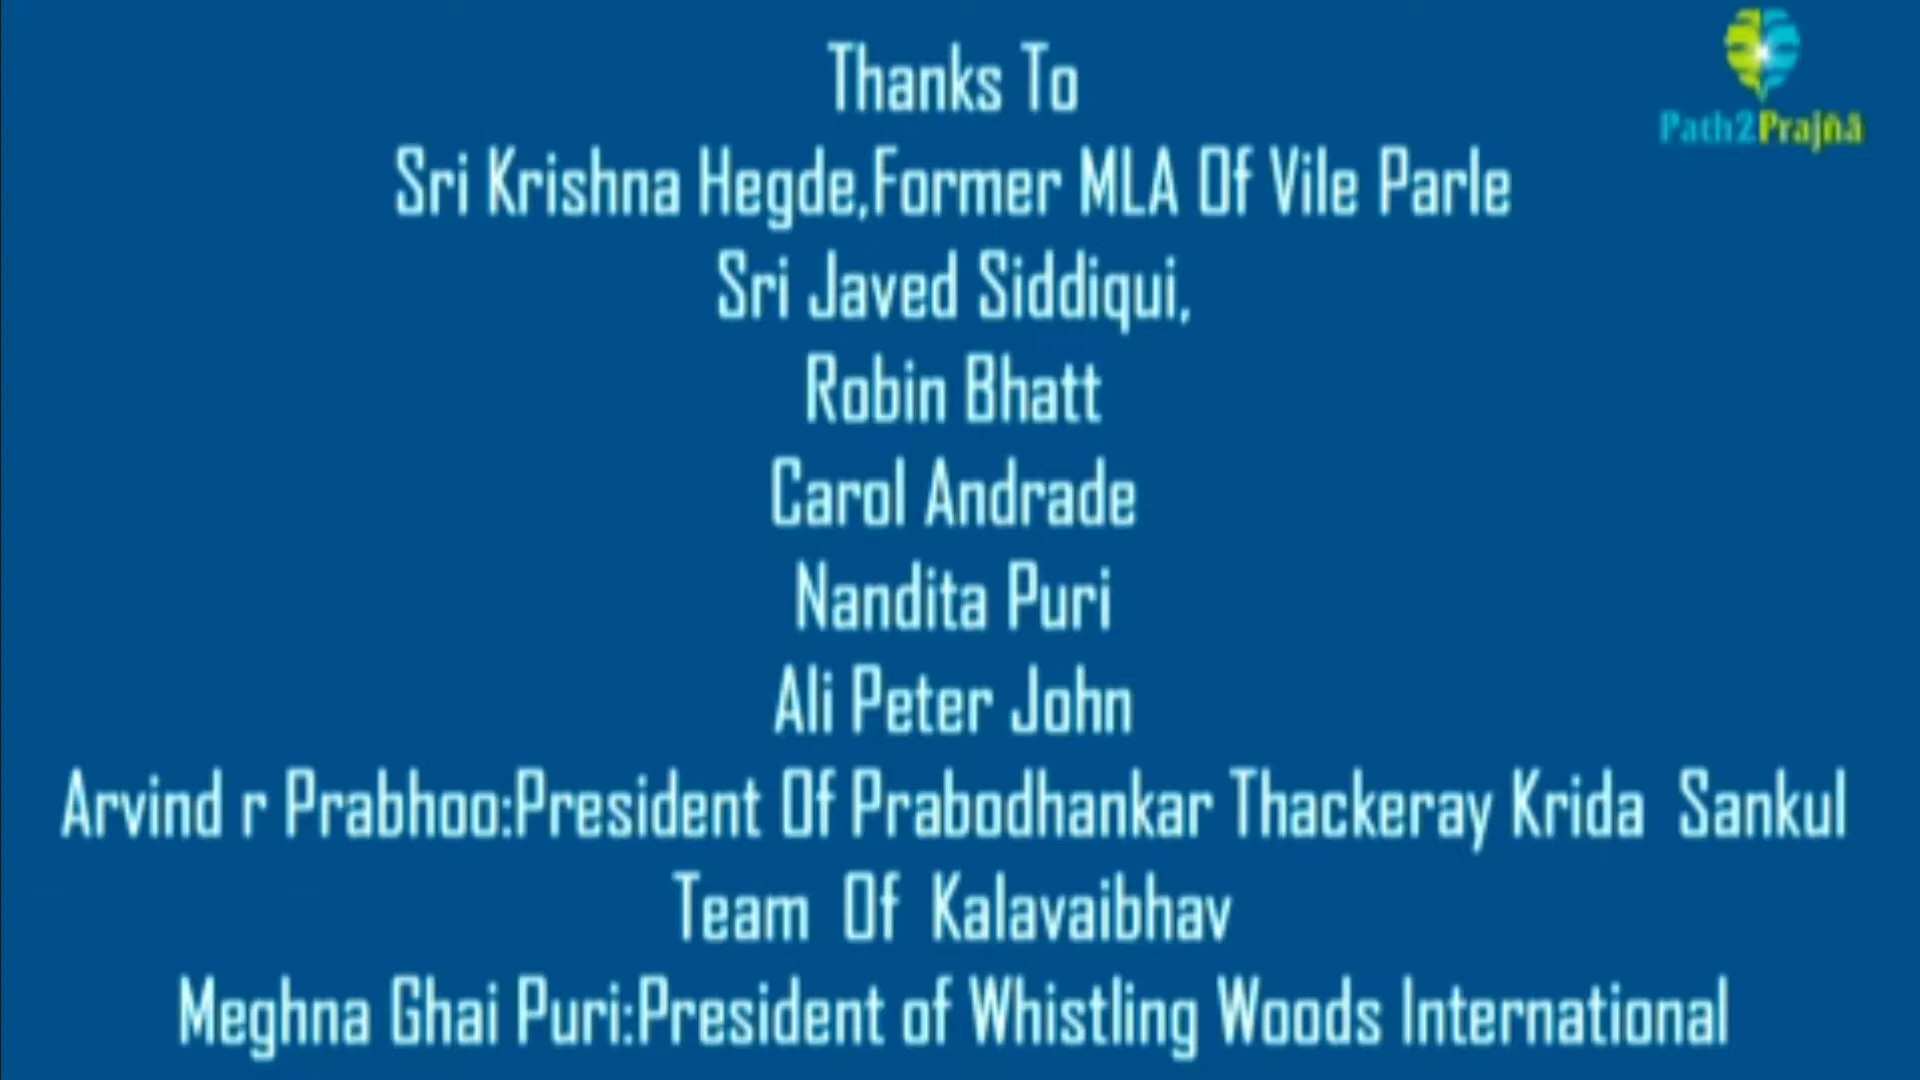 Thanks To
Path2Prajñā
Sri Krishna Hegde,Former MLA Of Vile Parle
Sri Javed Siddiqui,
Robin Bhatt
Carol Andrade
Nandita Puri
Ali Peter John
Arvind r Prabhoo:President Of Prabodhankar Thackeray Krida Sankul
Team Of Kalavaibhav
Meghna Ghai Puri:President of Whistling Woods International